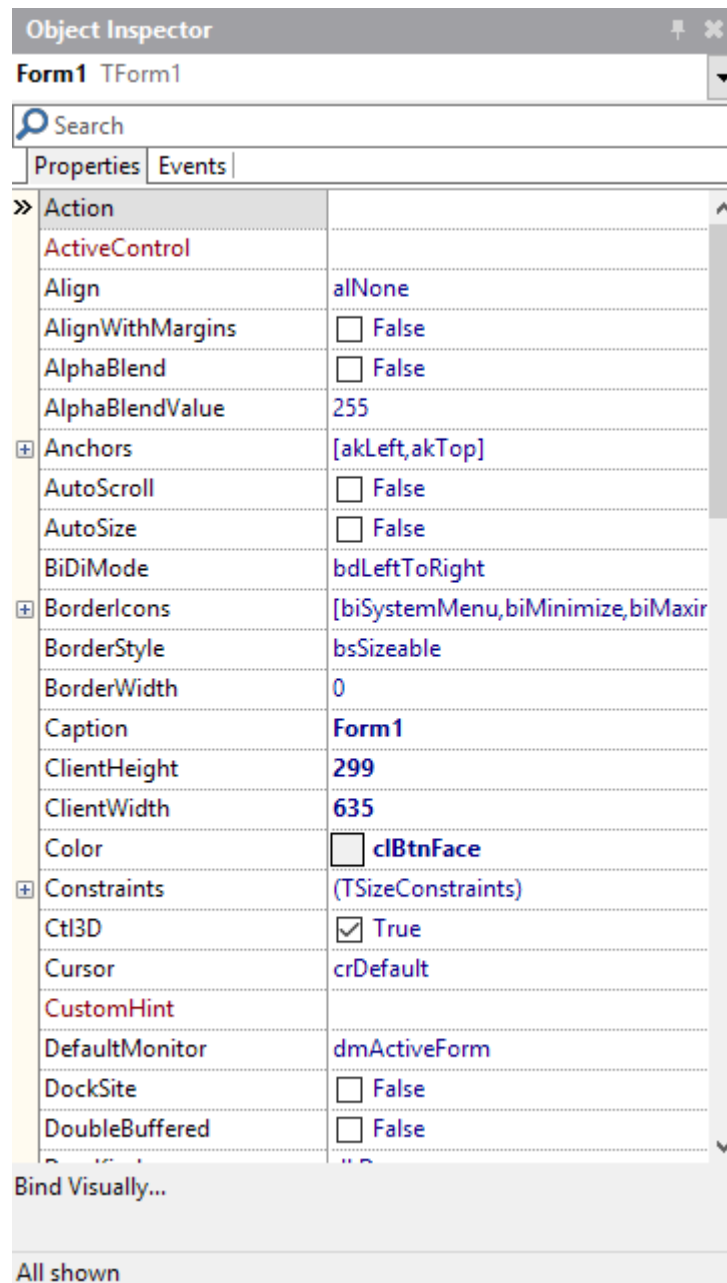 Object Inspector
Form1 TForm1
Search
Properties Events
Action
ActiveControl
Align alNone
AlignWithMargins False
AlphaBlend False
AlphaBlendValue 255
Anchors [akLeft,akTop]
AutoScroll False
AutoSize False
BiDiMode bdLeftToRight
BorderIcons [biSystemMenu,biMinimize,biMaxir
BorderStyle bsSizeable
BorderWidth 0
Caption Form1
ClientHeight 299
ClientWidth 635
Color clBtnFace
Constraints (TSizeConstraints)
Ctl3D True
Cursor crDefault
CustomHint
DefaultMonitor dmActiveForm
DockSite False
DoubleBuffered False
Bind Visually...
All shown